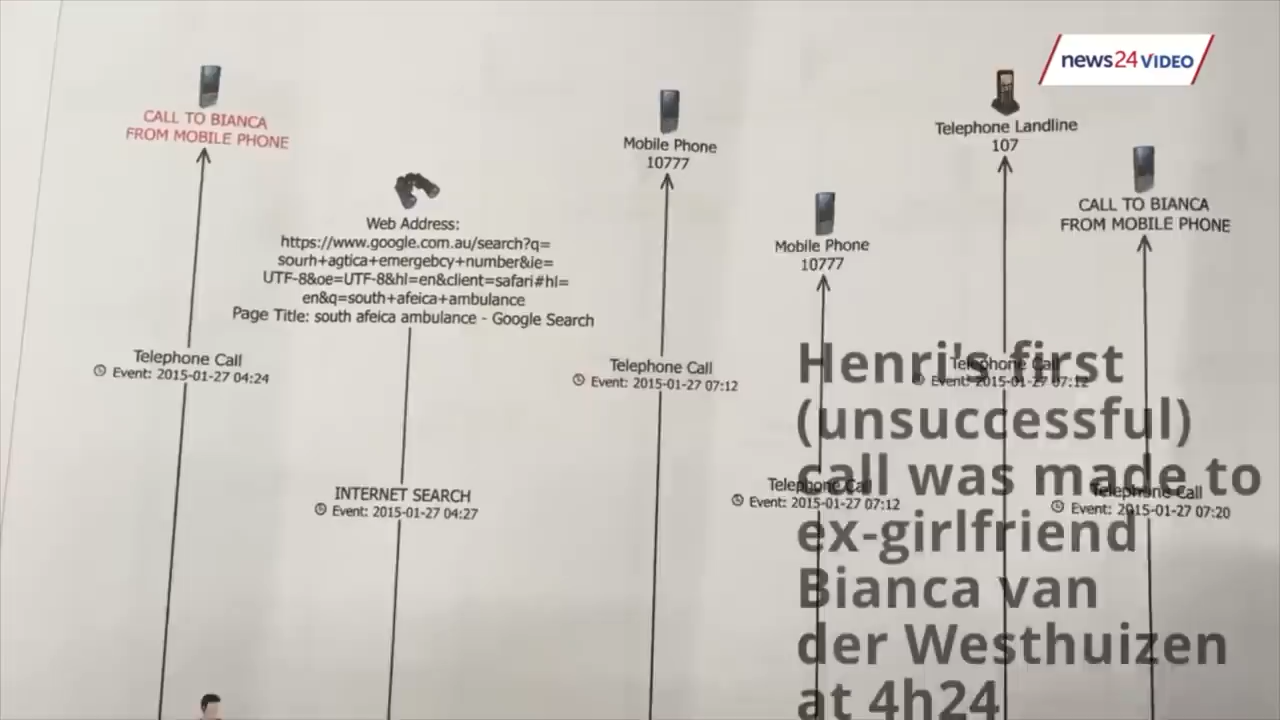 news24 VIDEO
CALL TO BIANCA
FROM MOBILE PHONE
Telephone Call
Event: 2015-01-27 04:24
Web Address:
https://www.google.com.au/search?q=
sourh+agtica+emergebcy+number&ie=
UTF-8&oe=UTF-8&hl=en&client=safari#hl=
en&q=south+afeica+ambulance
Page Title: south afeica ambulance - Google Search
INTERNET SEARCH
Event: 2015-01-27 04:27
Mobile Phone
10777
Telephone Call
Event: 2015-01-27 07:12
Mobile Phone
10777
Telephone Call
Event: 2015-01-27 07:12
Telephone Landline
107
Telephone Call
Event: 2015-01-27 07:12
CALL TO BIANCA
FROM MOBILE PHONE
Telephone Call
Event: 2015-01-27 07:20
Henri's first
(unsuccessful)
call was made to
ex-girlfriend
Bianca van
der Westhuizen
at 4h24